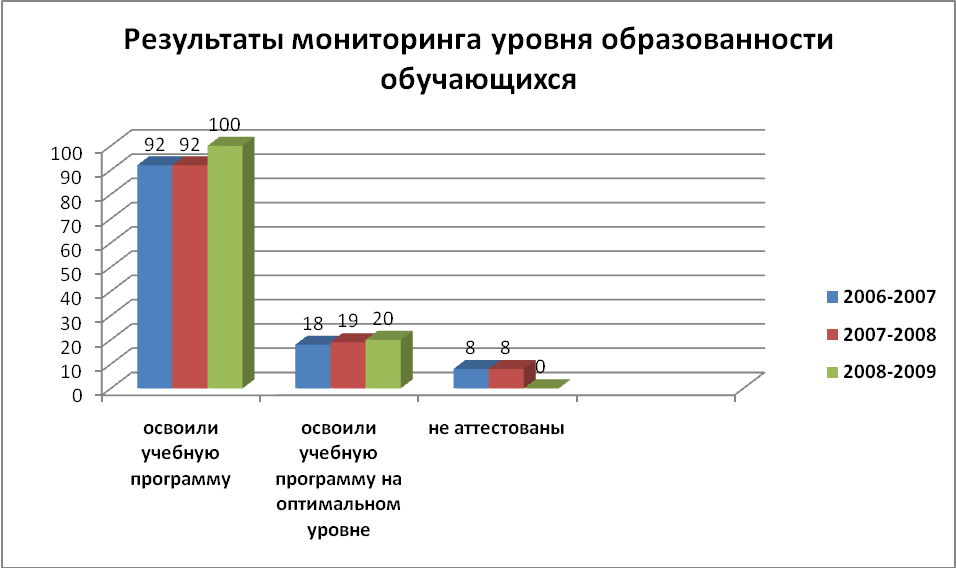 Результаты мониторинга уровня образованности
обучающихся
100
92 92
100
90
80
70
60
50
40
30
20
10
0
18 19 20
8 8 0
освоили
учебную
программу
освоили
учебную
программу на
оптимальном
уровне
не аттестованы
2006-2007
2007-2008
2008-2009